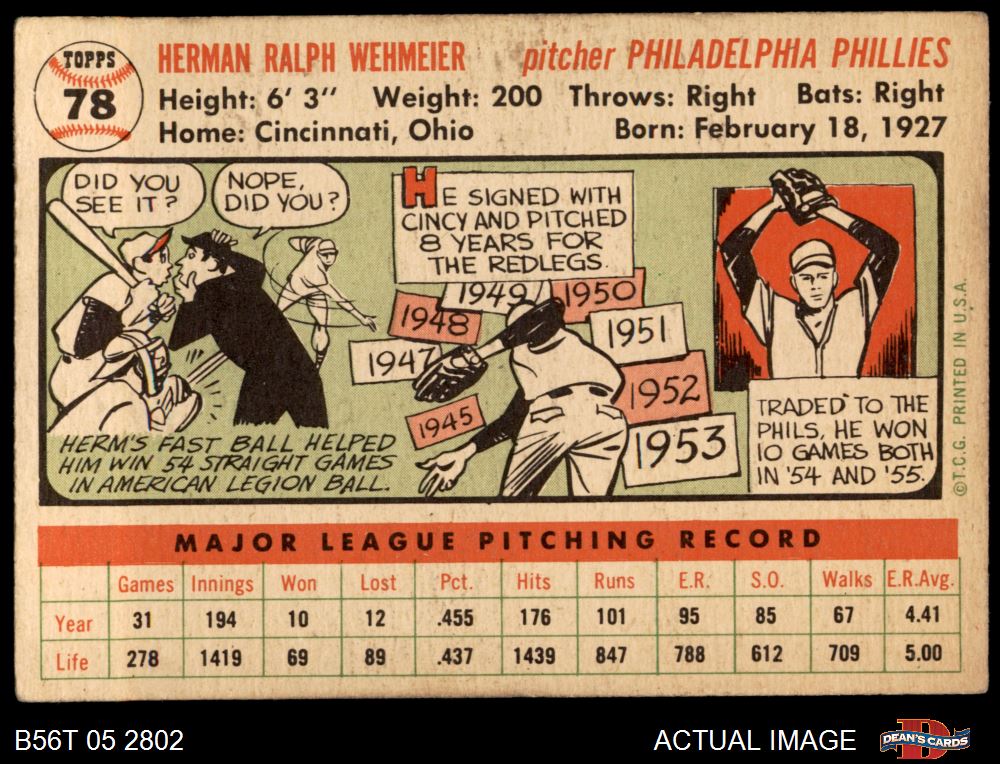 TOPPS
78
HERMAN RALPH WEHMEIER pitcher PHILADELPHIA PHILLIES
Height: 6' 3" Weight: 200 Throws: Right Bats: Right
Home: Cincinnati, Ohio Born: February 18, 1927
DID YOU
SEE IT?
NOPE,
DID YOU?
HE SIGNED WITH
CINCY AND PITCHED
8 YEARS FOR
THE REDLEGS.
1945
1947
1948
1949
1950
1951
1952
1953
HERM'S FAST BALL HELPED
HIM WIN 54 STRAIGHT GAMES
IN AMERICAN LEGION BALL.
TRADED TO THE
PHILS, HE WON
10 GAMES BOTH
IN '54 AND '55.
©T.C.G. PRINTED IN U.S.A.
MAJOR LEAGUE PITCHING RECORD
Games Innings Won Lost Pct. Hits Runs E.R. S.O. Walks E.R.Avg.
Year 31 194 10 12 .455 176 101 95 85 67 4.41
Life 278 1419 69 89 .437 1439 847 788 612 709 5.00
B56T 05 2802 ACTUAL IMAGE
D
DEAN'S CARDS